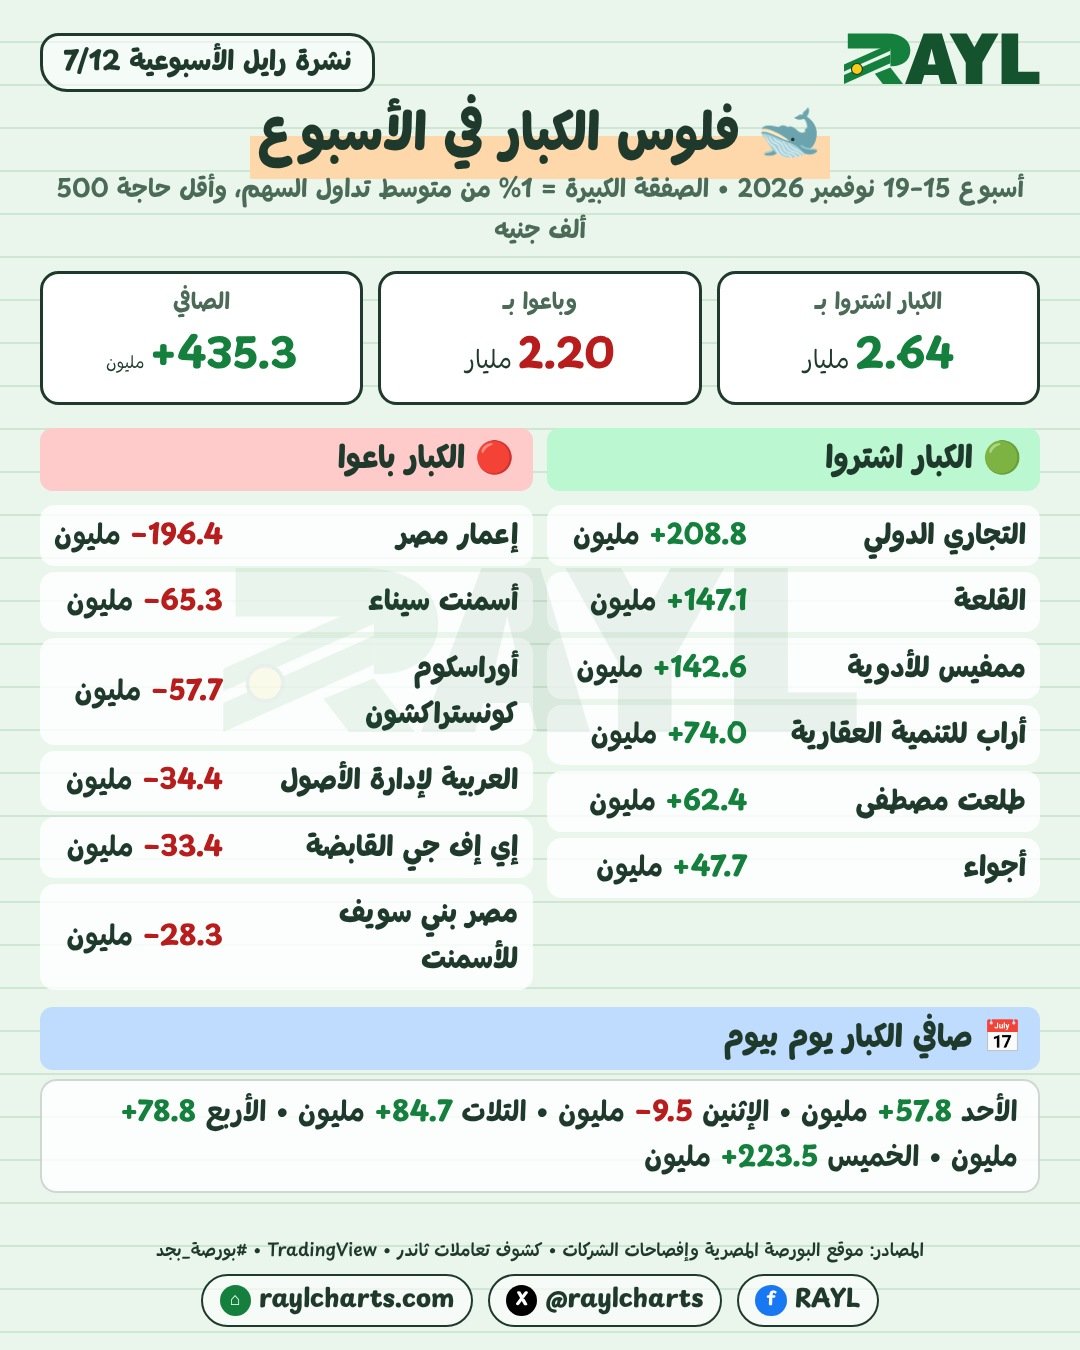 RAYL
نشرة رايل الأسبوعية 7/12
فلوس الكبار في الأسبوع
أسبوع 15–19 نوفمبر 2026 • الصفقة الكبيرة = 1% من متوسط تداول السهم، وأقل حاجة 500
ألف جنيه
الكبار اشتروا بـ
2.64 مليار
وباعوا بـ
2.20 مليار
الصافي
+435.3 مليون
الكبار اشتروا
التجاري الدولي +208.8 مليون
القلعة +147.1 مليون
ممفيس للأدوية +142.6 مليون
أراب للتنمية العقارية +74.0 مليون
طلعت مصطفى +62.4 مليون
أجواء +47.7 مليون
الكبار باعوا
إعمار مصر −196.4 مليون
أسمنت سيناء −65.3 مليون
أوراسكوم
كونستراكشون −57.7 مليون
العربية لإدارة الأصول −34.4 مليون
إي إف جي القابضة −33.4 مليون
مصر بني سويف
للأسمنت −28.3 مليون
RAYL
July
17
صافي الكبار يوم بيوم
الأحد +57.8 مليون • الإثنين −9.5 مليون • التلات +84.7 مليون • الأربع +78.8
مليون • الخميس +223.5 مليون
المصادر: موقع البورصة المصرية وإفصاحات الشركات • كشوف تعاملات ثاندر • TradingView • #بورصة_بجد
f RAYL
X @raylcharts
raylcharts.com